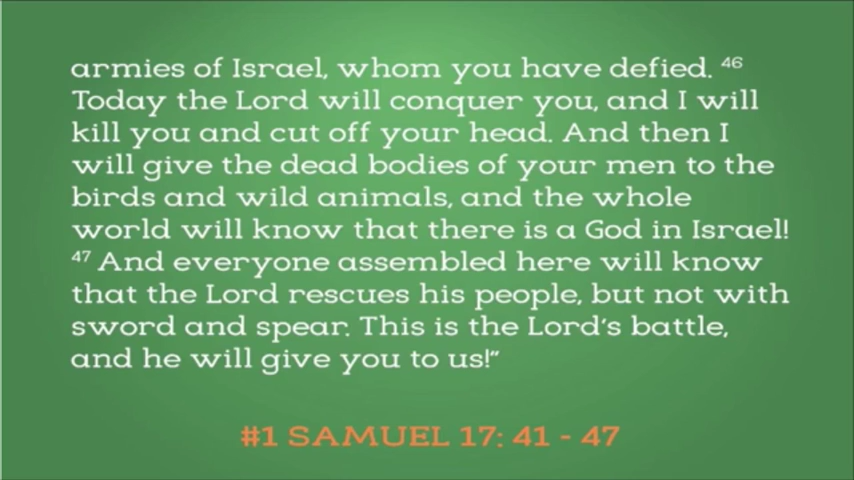 armies of Israel, whom you have defied. 46
Today the Lord will conquer you, and I will
kill you and cut off your head. And then I
will give the dead bodies of your men to the
birds and wild animals, and the whole
world will know that there is a God in Israel!
47 And everyone assembled here will know
that the Lord rescues his people, but not with
sword and spear. This is the Lord's battle,
and he will give you to us!”
#1 SAMUEL 17: 41 - 47